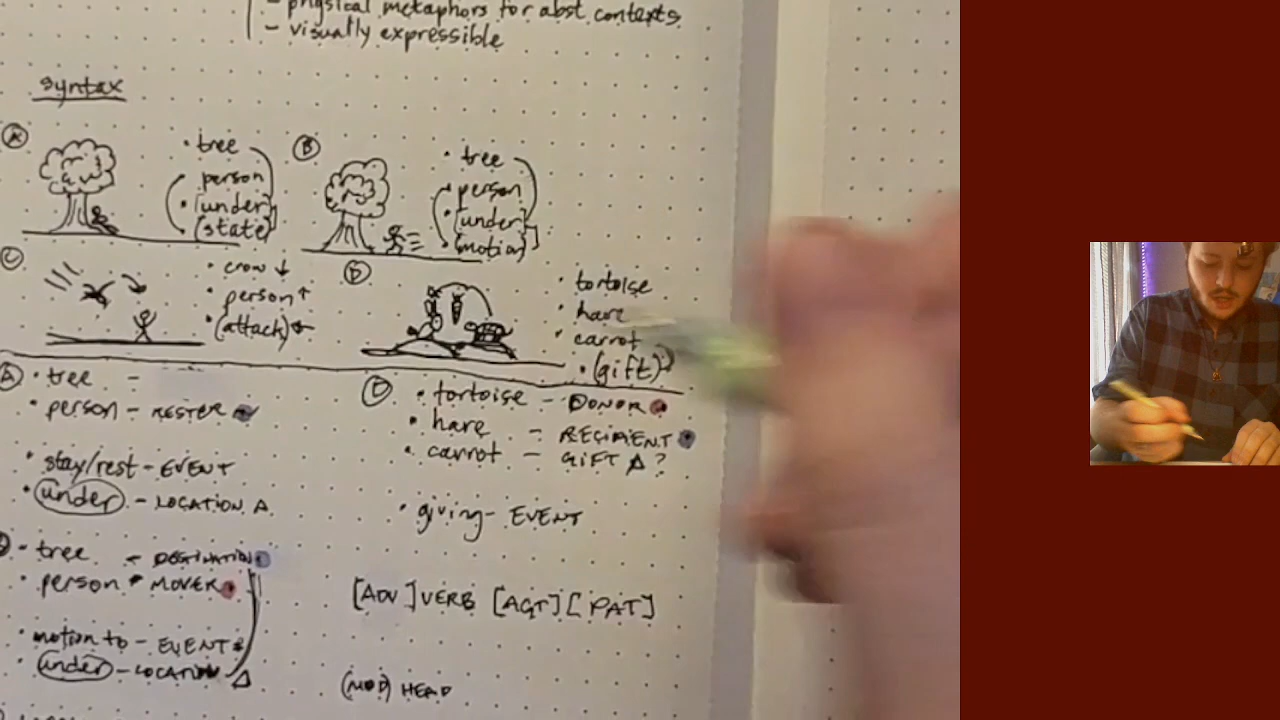 - physical metaphors for abst contexts
- visually expressible
syntax
A
• tree
person
• [under]
(state)
B
• tree
• person
• [under]
(motion)
C
• crow ↓
• person ↑
• (attack) ←
D
• tortoise
• hare
• carrot
• (gift)
A • tree -
• person - RESTER
• stay/rest - EVENT
• under - LOCATION Δ
B • tree - DESTINATION
• person • MOVER
• motion to - EVENT
• under - LOCATION Δ
D • tortoise - DONOR
• hare - RECIPIENT
• carrot - GIFT Δ?
• giving - EVENT
[ADV] VERB [AGT] [PAT]
(MOD) HEAD